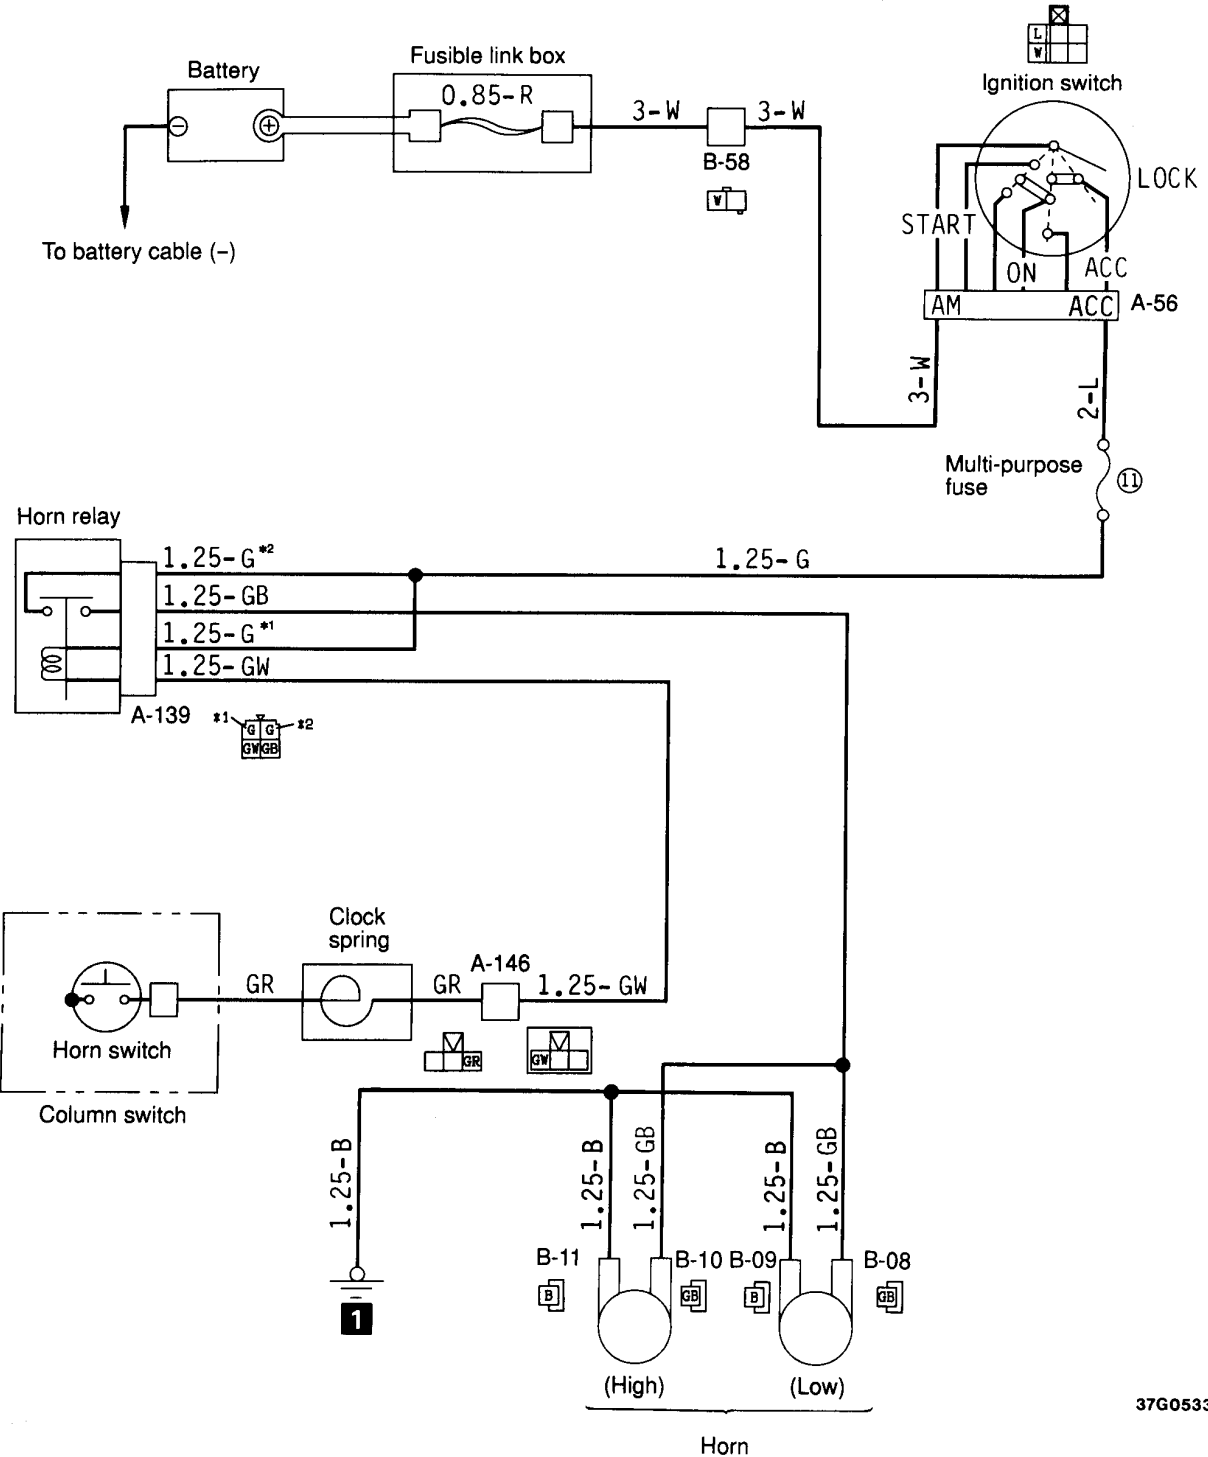 L
W
Ignition switch
Battery
Fusible link box
0.85-R
3-W
3-W
B-58
W
To battery cable (−)
LOCK
START
ON
ACC
AM
ACC
A-56
3-W
2-L
Multi-purpose
fuse
11
Horn relay
1.25-G*2
1.25-G
1.25-GB
1.25-G*1
1.25-GW
A-139
*1
G
G
*2
GW
GB
Clock
spring
GR
GR
A-146
1.25-GW
Horn switch
GR
GW
Column switch
1.25-B
1.25-B
1.25-GB
1.25-B
1.25-GB
B-11
B-10
B-09
B-08
B
GB
B
GB
1
(High)
(Low)
37G0533
Horn